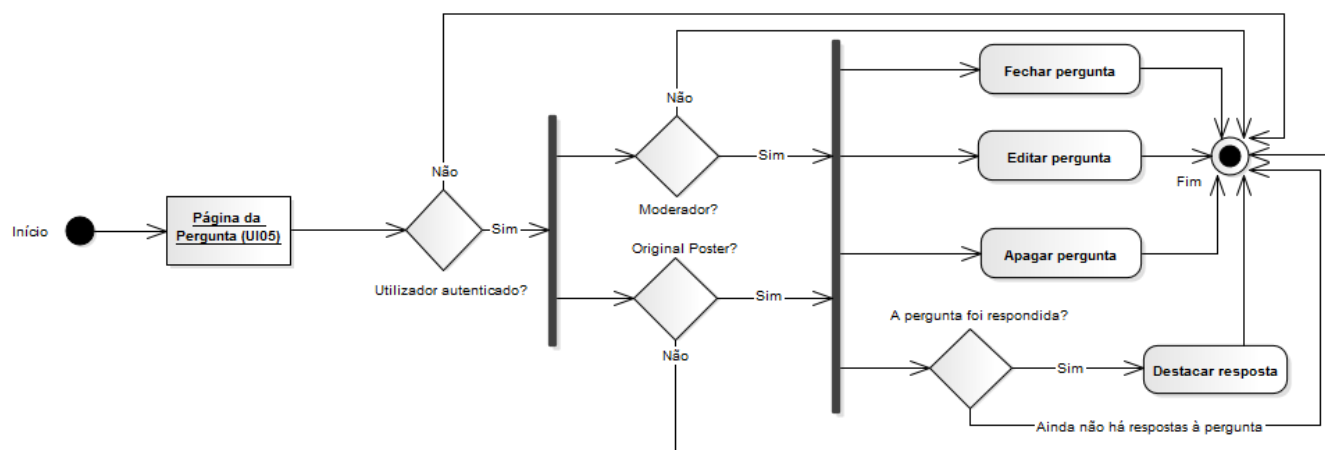 Início
Página da
Pergunta (UI05)
Não
Sim
Utilizador autenticado?
Não
Sim
Moderador?
Original Poster?
Sim
Não
Fechar pergunta
Editar pergunta
Apagar pergunta
A pergunta foi respondida?
Sim
Destacar resposta
Ainda não há respostas à pergunta
Fim